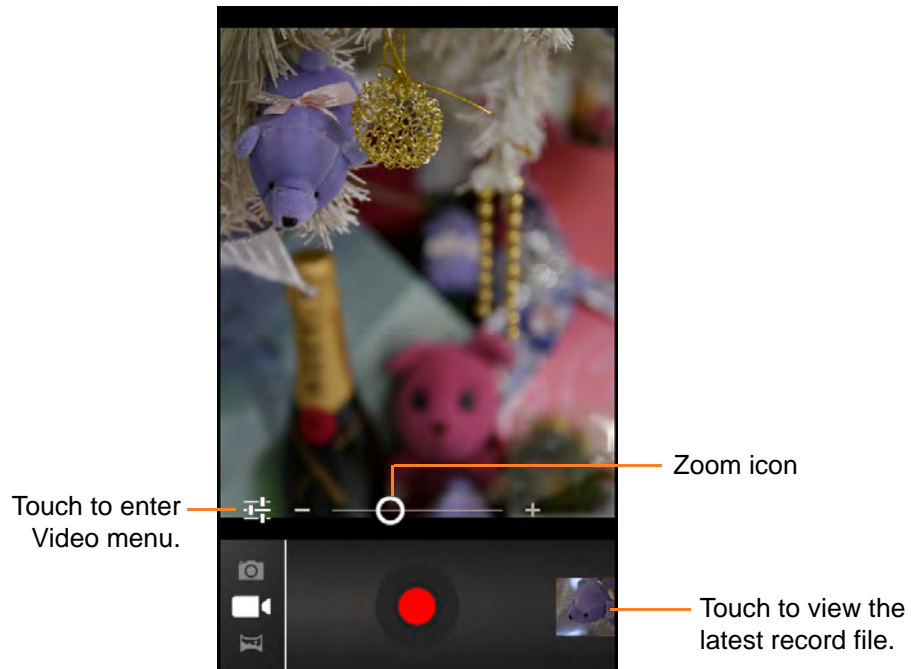 Zoom icon
Touch to enter
Video menu.
Touch to view the
latest record file.